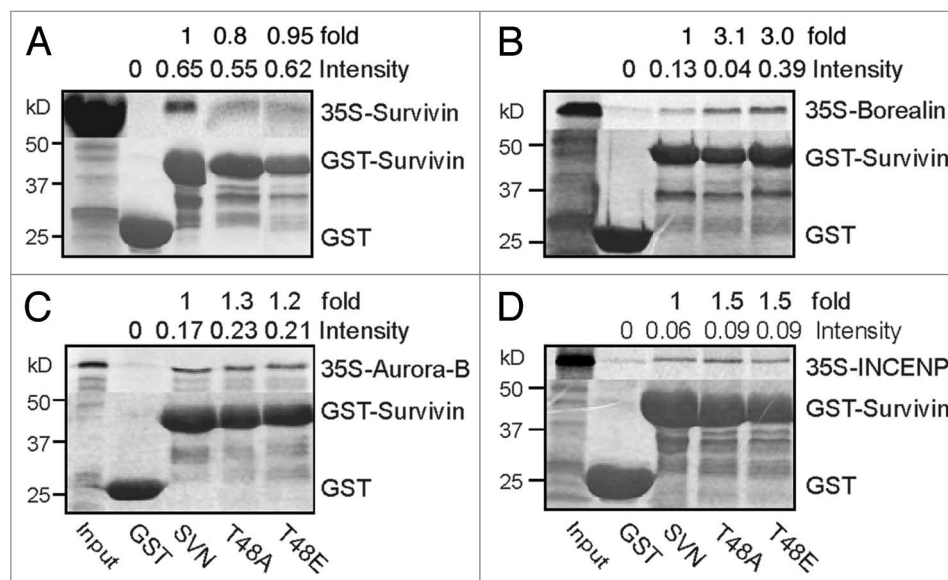 A
1 0.8 0.95 fold
0 0.65 0.55 0.62 Intensity
kD
35S-Survivin
50
GST-Survivin
37
25
GST
B
1 3.1 3.0 fold
0 0.13 0.04 0.39 Intensity
kD
35S-Borealin
50
GST-Survivin
37
25
GST
C
1 1.3 1.2 fold
0 0.17 0.23 0.21 Intensity
kD
35S-Aurora-B
50
GST-Survivin
37
25
GST
Input GST SVN T48A T48E
D
1 1.5 1.5 fold
0 0.06 0.09 0.09 Intensity
kD
35S-INCENP
50
GST-Survivin
37
25
GST
Input GST SVN T48A T48E